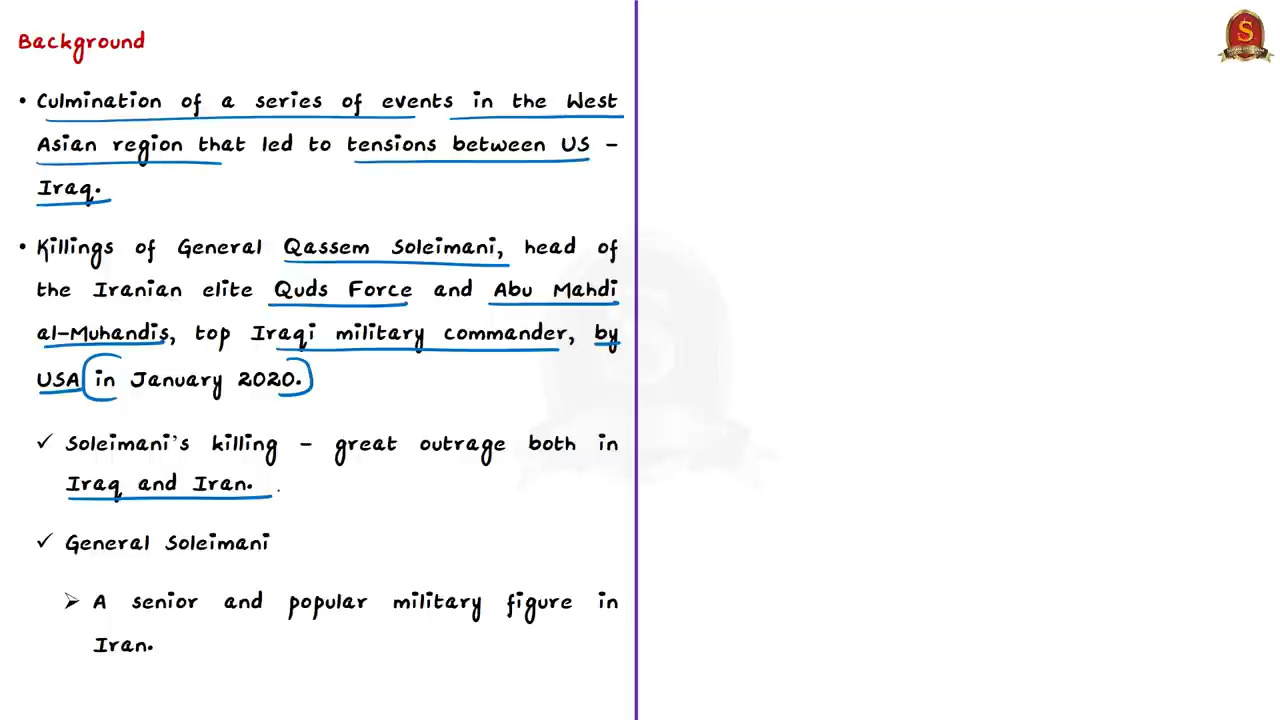 Background
• Culmination of a series of events in the West
Asian region that led to tensions between US –
Iraq.
• Killings of General Qassem Soleimani, head of
the Iranian elite Quds Force and Abu Mahdi
al-Muhandis, top Iraqi military commander, by
USA in January 2020.
✓ Soleimani's killing – great outrage both in
Iraq and Iran.
✓ General Soleimani
➢ A senior and popular military figure in
Iran.
S